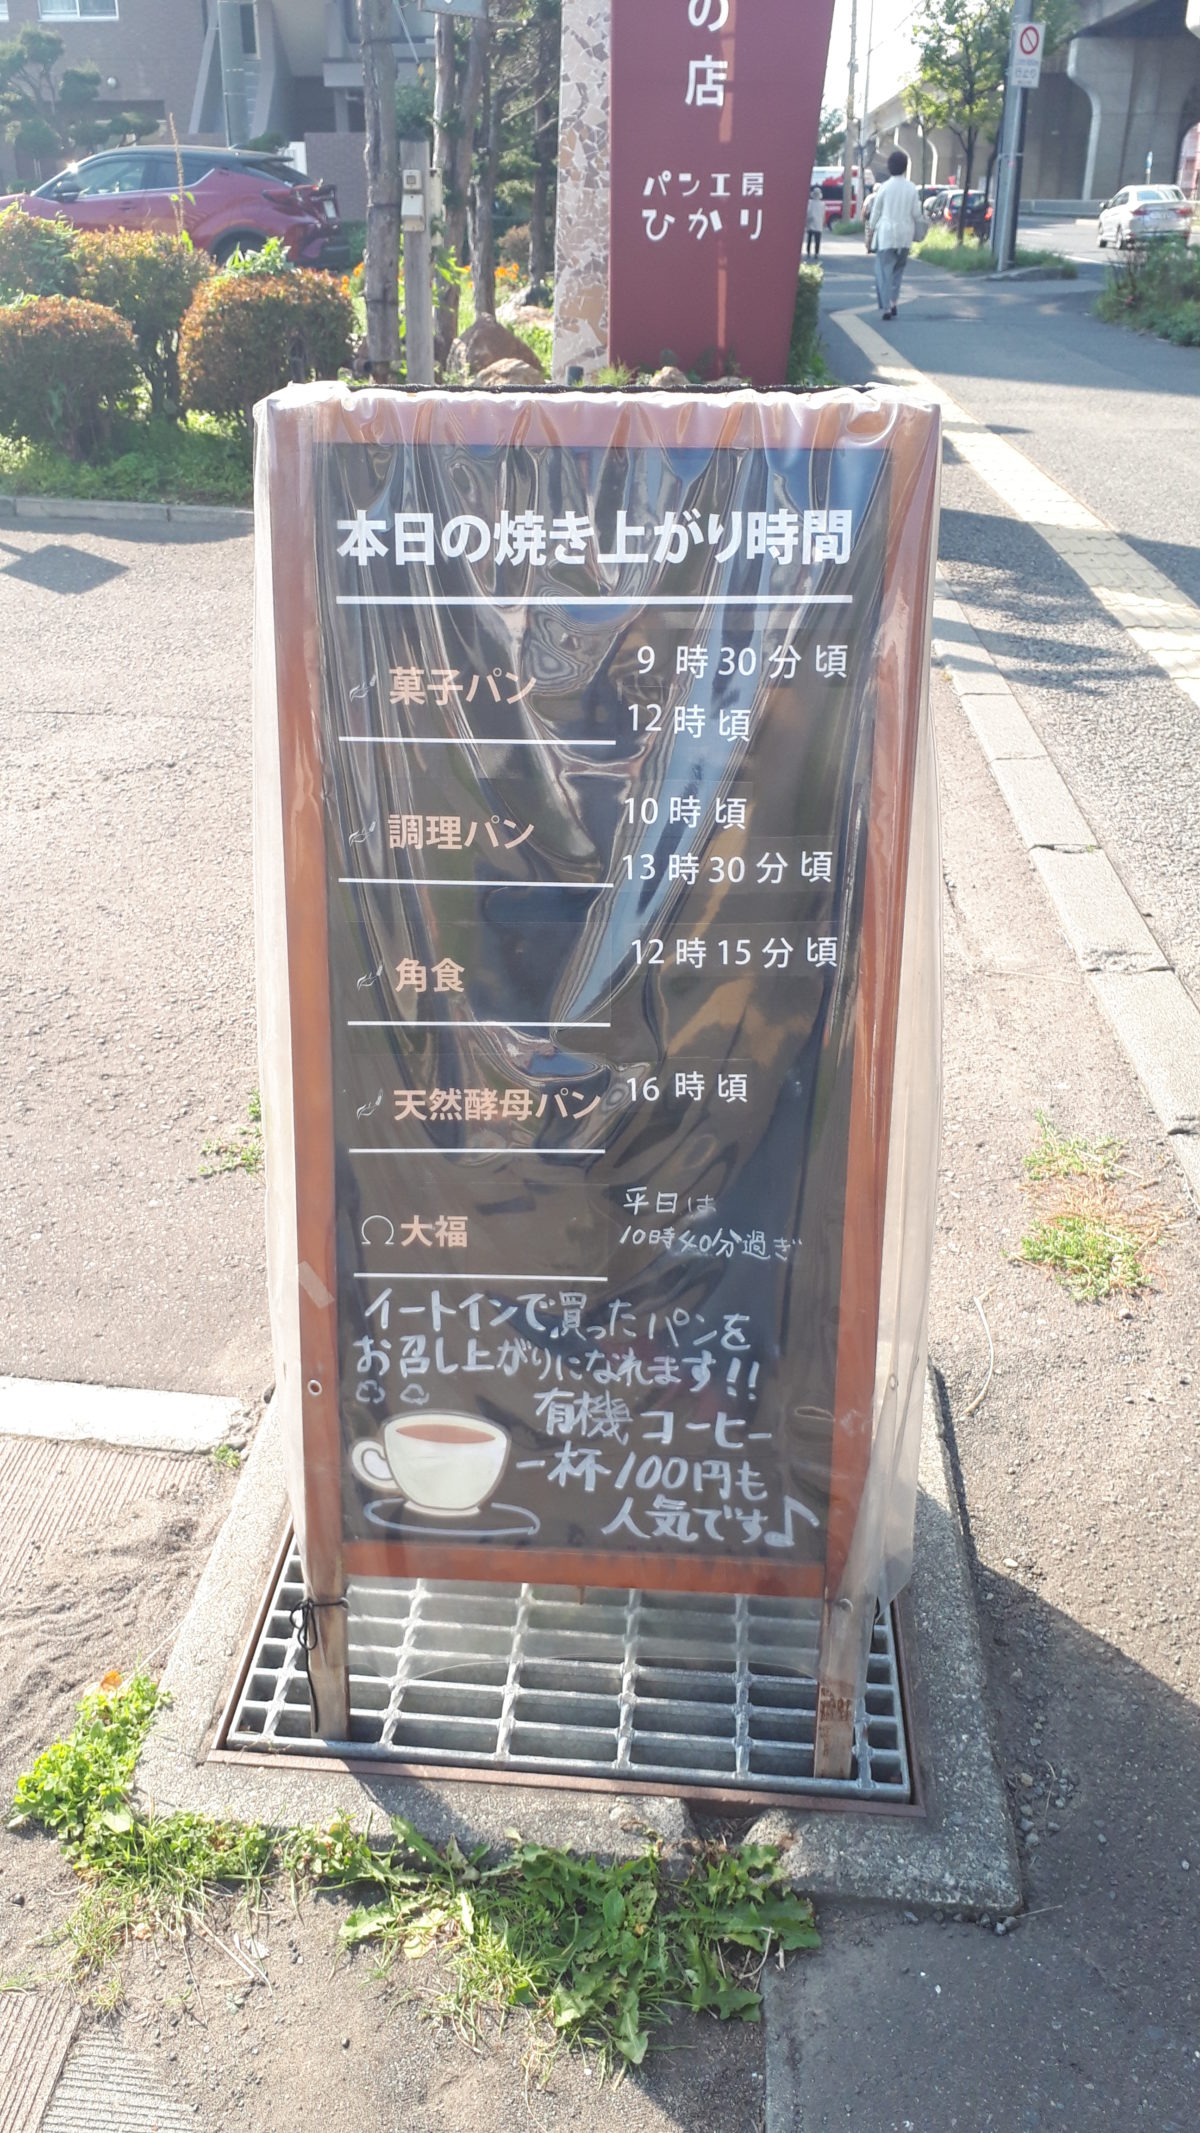 の店
パン工房
ひかり
本日の焼き上がり時間
菓子パン
9時30分頃
12時頃
調理パン
10時頃
13時30分頃
角食
12時15分頃
天然酵母パン
16時頃
大福
平日は
10時40分過ぎ
イートインで買ったパンを
お召し上がりになれます!!
有機コーヒー
一杯100円も
人気です♪